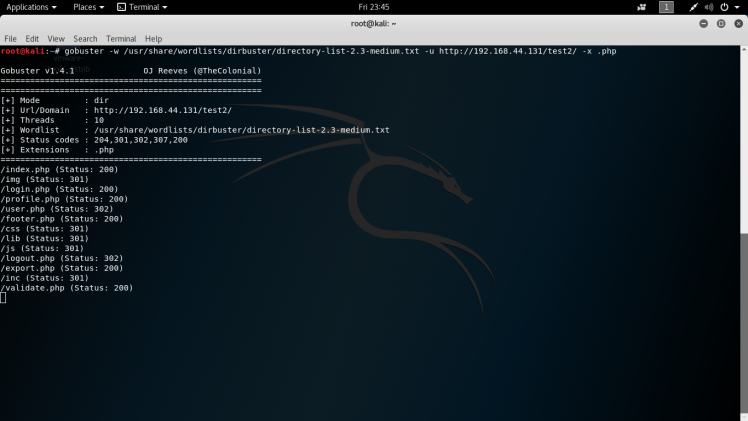 Applications ▾ Places ▾ Terminal ▾ Fri 23:45 1
root@kali: ~
File Edit View Search Terminal Help
root@kali:~# gobuster -w /usr/share/wordlists/dirbuster/directory-list-2.3-medium.txt -u http://192.168.44.131/test2/ -x .php
Gobuster v1.4.1 OJ Reeves (@TheColonial)
=====================================================
=====================================================
[+] Mode : dir
[+] Url/Domain : http://192.168.44.131/test2/
[+] Threads : 10
[+] Wordlist : /usr/share/wordlists/dirbuster/directory-list-2.3-medium.txt
[+] Status codes : 204,301,302,307,200
[+] Extensions : .php
=====================================================
/index.php (Status: 200)
/img (Status: 301)
/login.php (Status: 200)
/profile.php (Status: 200)
/user.php (Status: 302)
/footer.php (Status: 200)
/css (Status: 301)
/lib (Status: 301)
/js (Status: 301)
/logout.php (Status: 302)
/export.php (Status: 200)
/inc (Status: 301)
/validate.php (Status: 200)